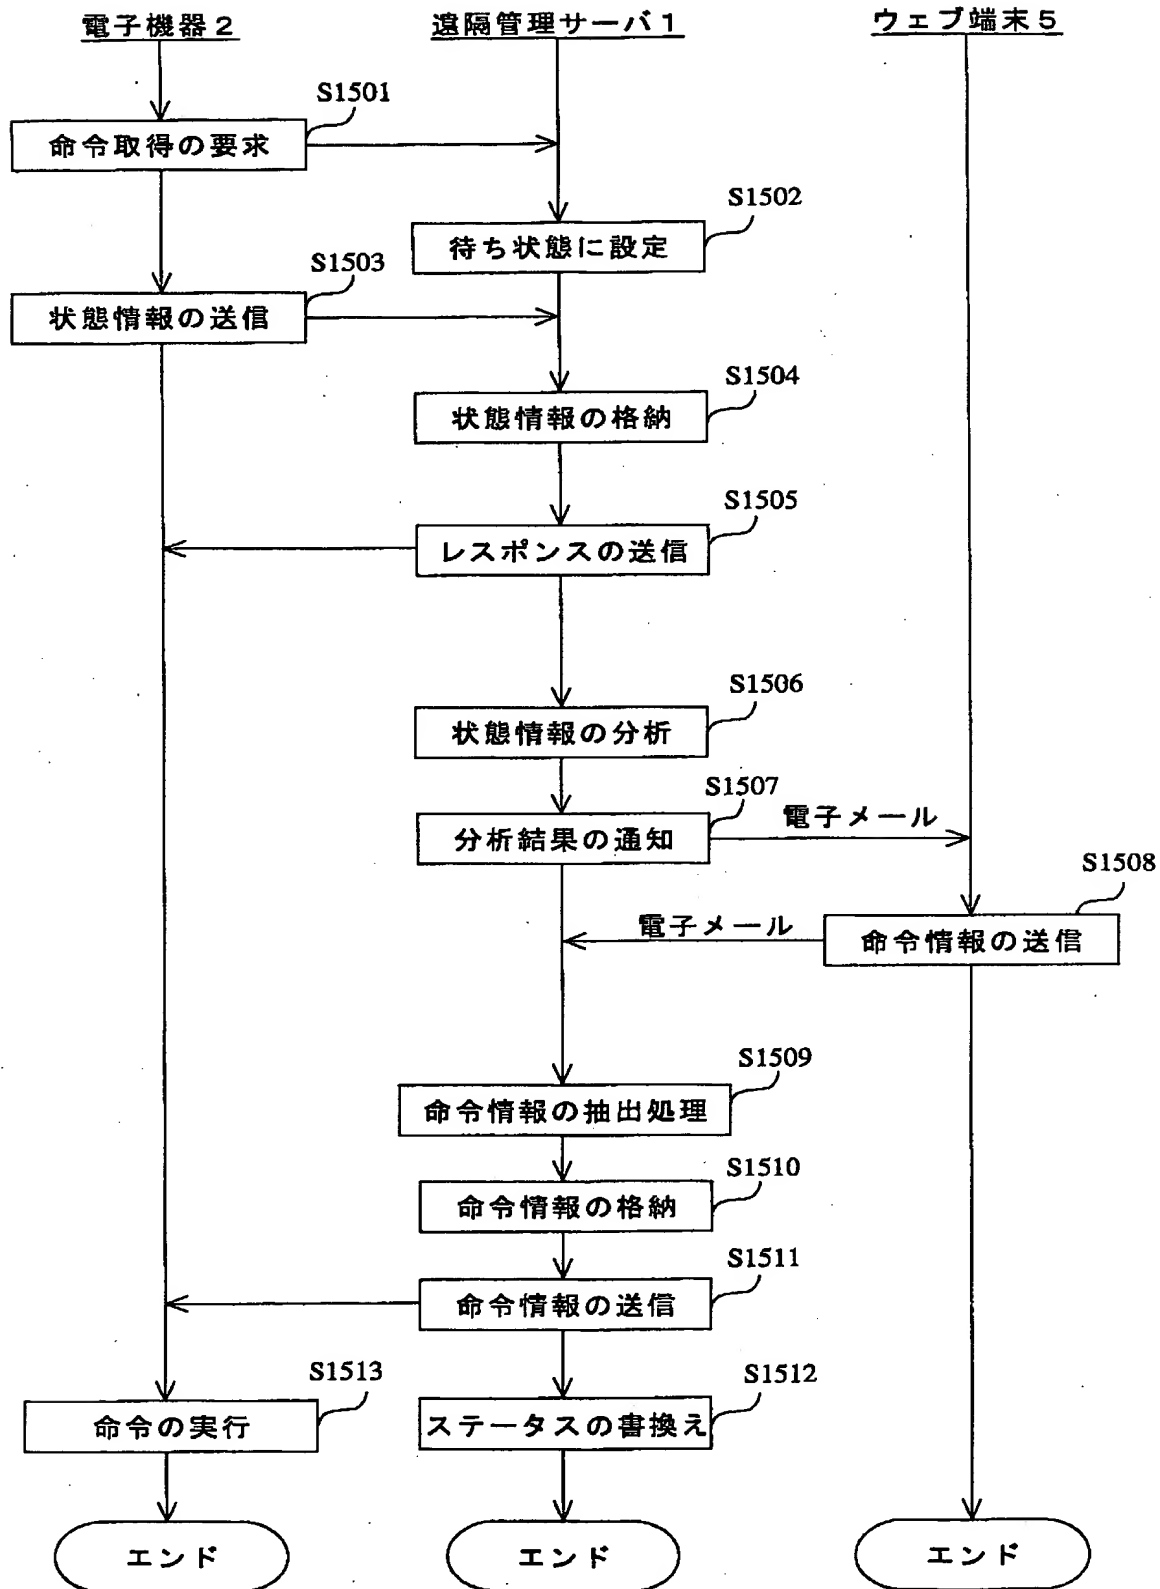 電子機器2
遠隔管理サーバ1
ウェブ端末5
S1501
命令取得の要求
S1502
待ち状態に設定
S1503
状態情報の送信
S1504
状態情報の格納
S1505
レスポンスの送信
S1506
状態情報の分析
S1507
分析結果の通知
電子メール
S1508
電子メール
命令情報の送信
S1509
命令情報の抽出処理
S1510
命令情報の格納
S1511
命令情報の送信
S1513
命令の実行
S1512
ステータスの書換え
エンド
エンド
エンド